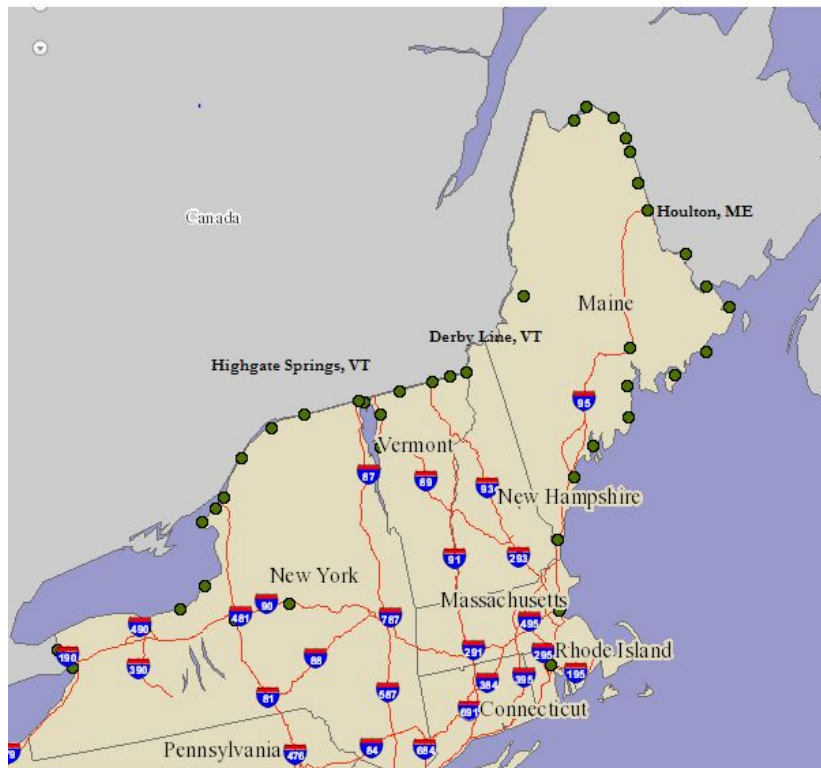 Canada
Houlton, ME
Maine
Derby Line, VT
Highgate Springs, VT
95
Vermont
87
89
93
New Hampshire
91
293
New York
90
Massachusetts
481
787
495
490
190
88
291
295
Rhode Island
390
395
195
384
81
587
691
Connecticut
Pennsylvania
476
84
684
79